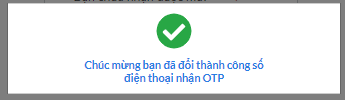 Chúc mừng bạn đã đổi thành công số
điện thoại nhận OTP